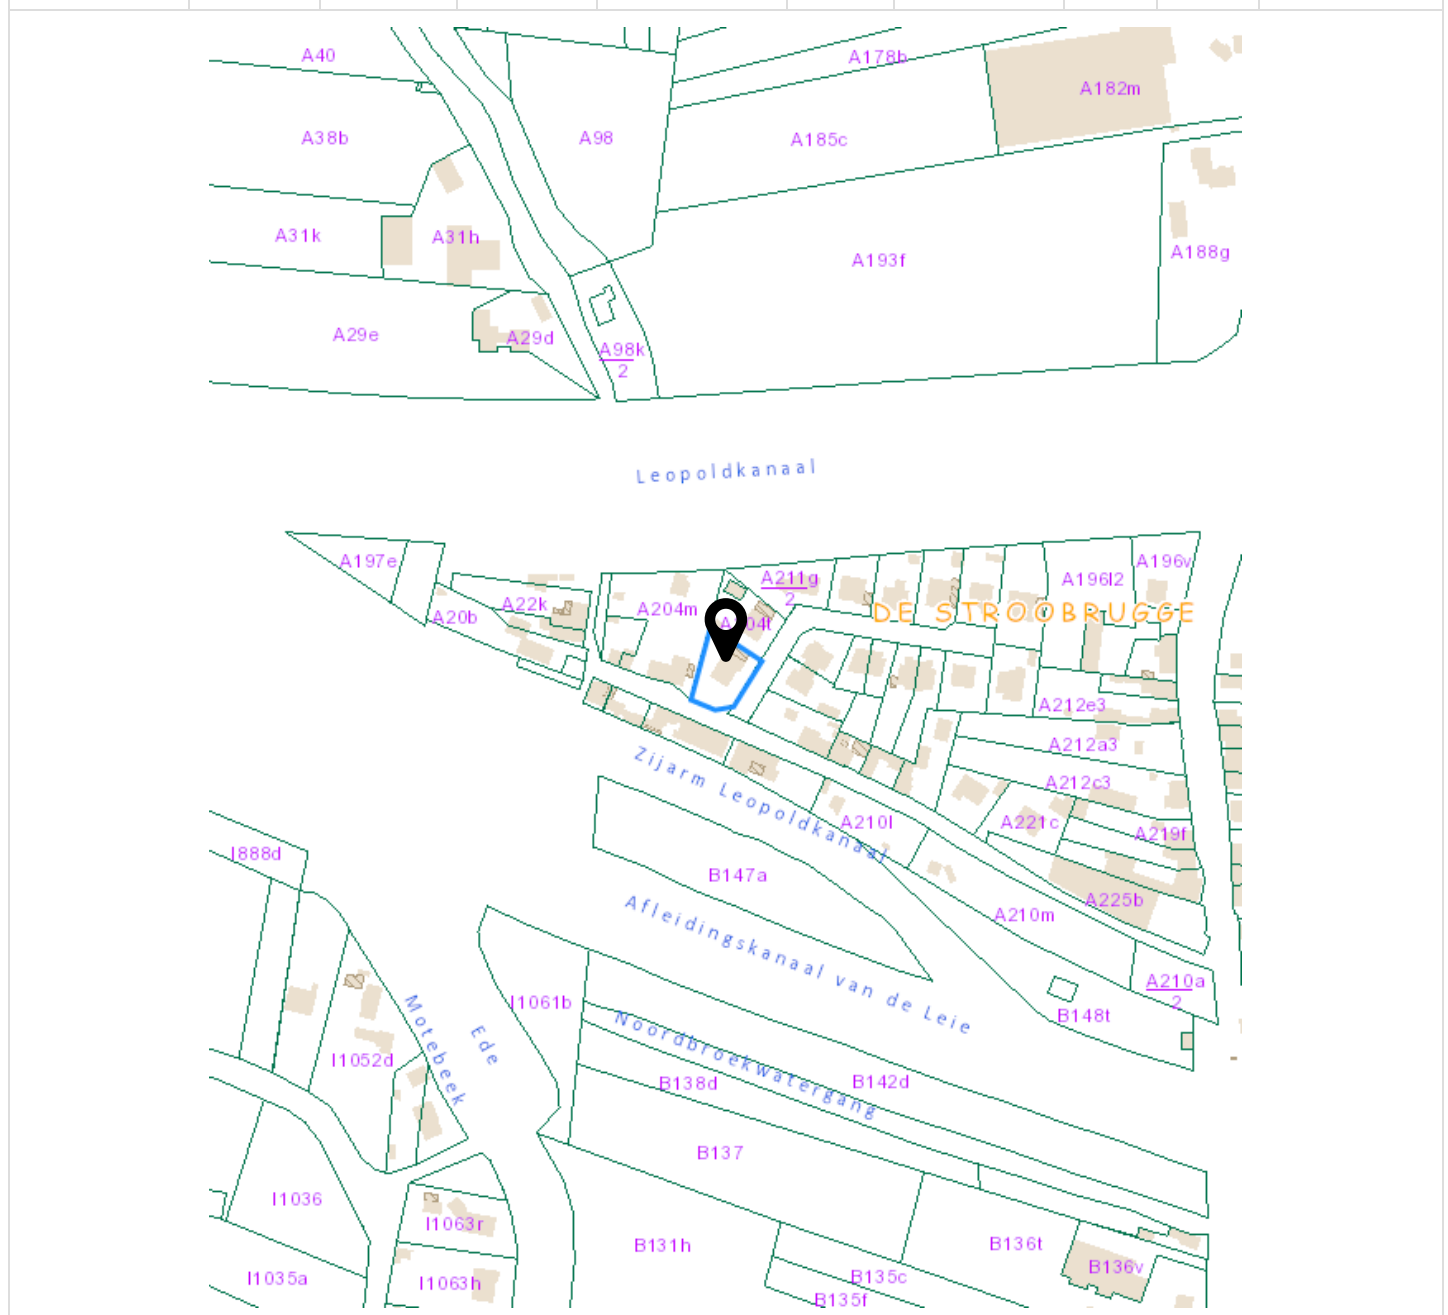 A40
A178b
A182m
A38b
A98
A185c
A31k
A31h
A193f
A188g
A29e
A29d
A98k
2
Leopoldkanaal
A197e
A196v
A211g
2
A196l2
A22k
A204m
DE STROOBRUGGE
A20b
A212e3
A212a3
Zijarm Leopoldkanaal
A212c3
A210l
A221c
A219f
I888d
B147a
A225b
Afleidingskanaal van de Leie
A210m
A210a
2
I1061b
B148t
Motebeek
Ede
Noordbroekwatergang
I1052d
B138d
B142d
B137
I1036
I1063r
B131h
B136t
B136v
I1035a
I1063h
B135c
B135f